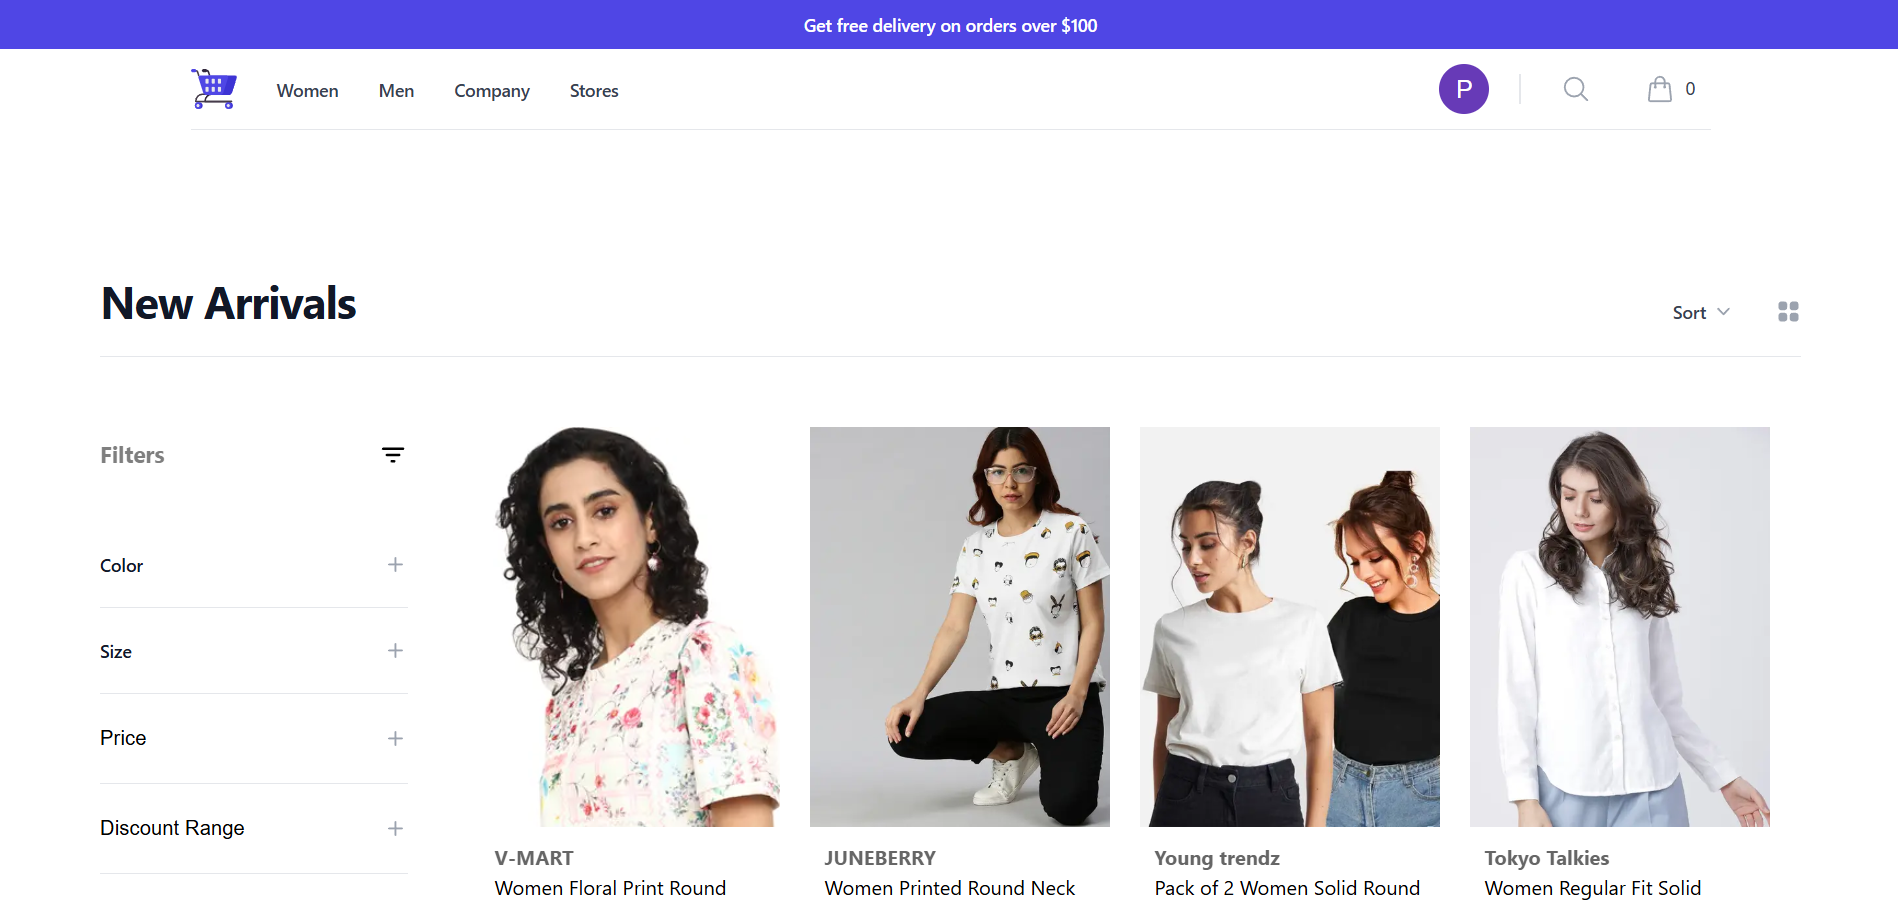 Get free delivery on orders over $100
Women Men Company Stores P 0
New Arrivals
Sort
Filters
Color
Size
Price
Discount Range
V-MART
Women Floral Print Round
JUNEBERRY
Women Printed Round Neck
Young trendz
Pack of 2 Women Solid Round
Tokyo Talkies
Women Regular Fit Solid